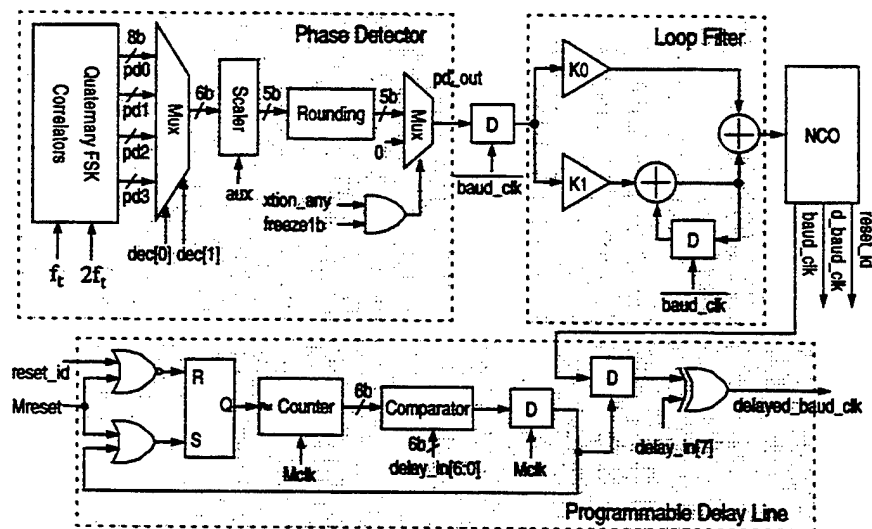 Phase Detector
Loop Filter
Quaternary FSK
Correlators
8b
pd0
pd1
pd2
pd3
Mux
6b
Scaler
5b
Rounding
5b
Mux
0
pd_out
D
baud_clk
K0
K1
D
baud_clk
NCO
aux
xtion_any
freeze1b
dec[0]
dec[1]
f_t
2f_t
baud_clk
d_baud_clk
reset_id
reset_id
Mreset
R
S
Q
Counter
6b
Comparator
D
D
Mclk
6b
delay_in[6:0]
Mclk
delay_in[7]
delayed_baud_clk
Programmable Delay Line